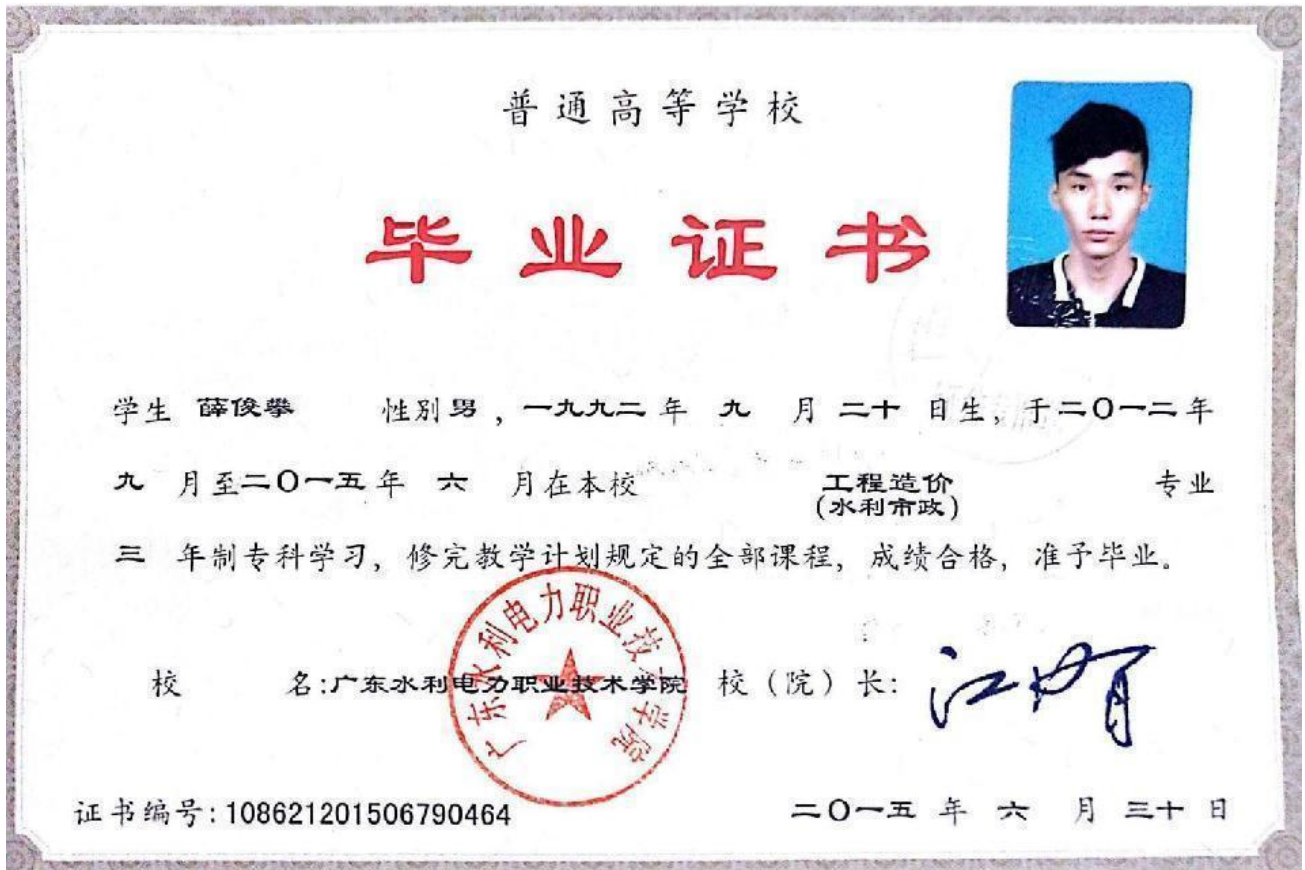 普通高等学校
毕业证书
学生 薛俊攀 性别 男，一九九二 年 九 月 二十 日生，于二〇一二年
九 月至二〇一五年 六 月在本校 工程造价 专业
(水利市政)
三 年制专科学习，修完教学计划规定的全部课程，成绩合格，准予毕业。
广东水利电力职业技术学院
校 名:广东水利电力职业技术学院 校（院）长:
证书编号:108621201506790464 二〇一五 年 六 月 三十 日